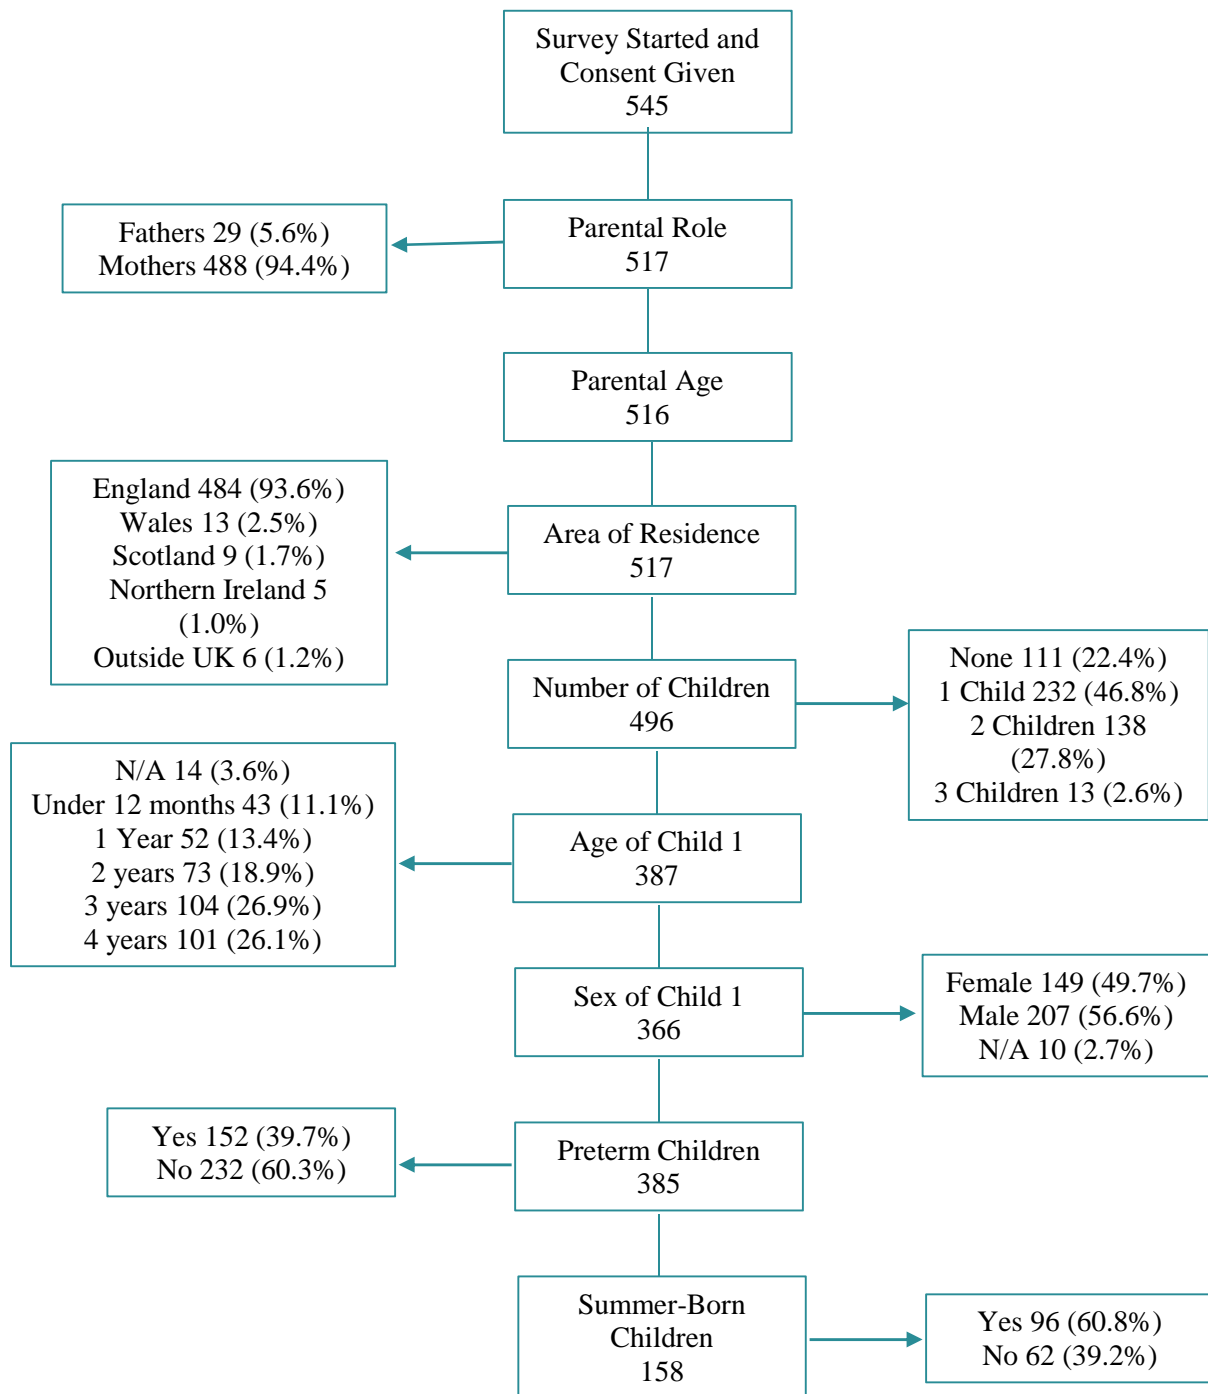 Survey Started and
Consent Given
545
Fathers 29 (5.6%)
Mothers 488 (94.4%)
Parental Role
517
Parental Age
516
England 484 (93.6%)
Wales 13 (2.5%)
Scotland 9 (1.7%)
Northern Ireland 5
(1.0%)
Outside UK 6 (1.2%)
Area of Residence
517
Number of Children
496
None 111 (22.4%)
1 Child 232 (46.8%)
2 Children 138
(27.8%)
3 Children 13 (2.6%)
N/A 14 (3.6%)
Under 12 months 43 (11.1%)
1 Year 52 (13.4%)
2 years 73 (18.9%)
3 years 104 (26.9%)
4 years 101 (26.1%)
Age of Child 1
387
Sex of Child 1
366
Female 149 (49.7%)
Male 207 (56.6%)
N/A 10 (2.7%)
Yes 152 (39.7%)
No 232 (60.3%)
Preterm Children
385
Summer-Born
Children
158
Yes 96 (60.8%)
No 62 (39.2%)